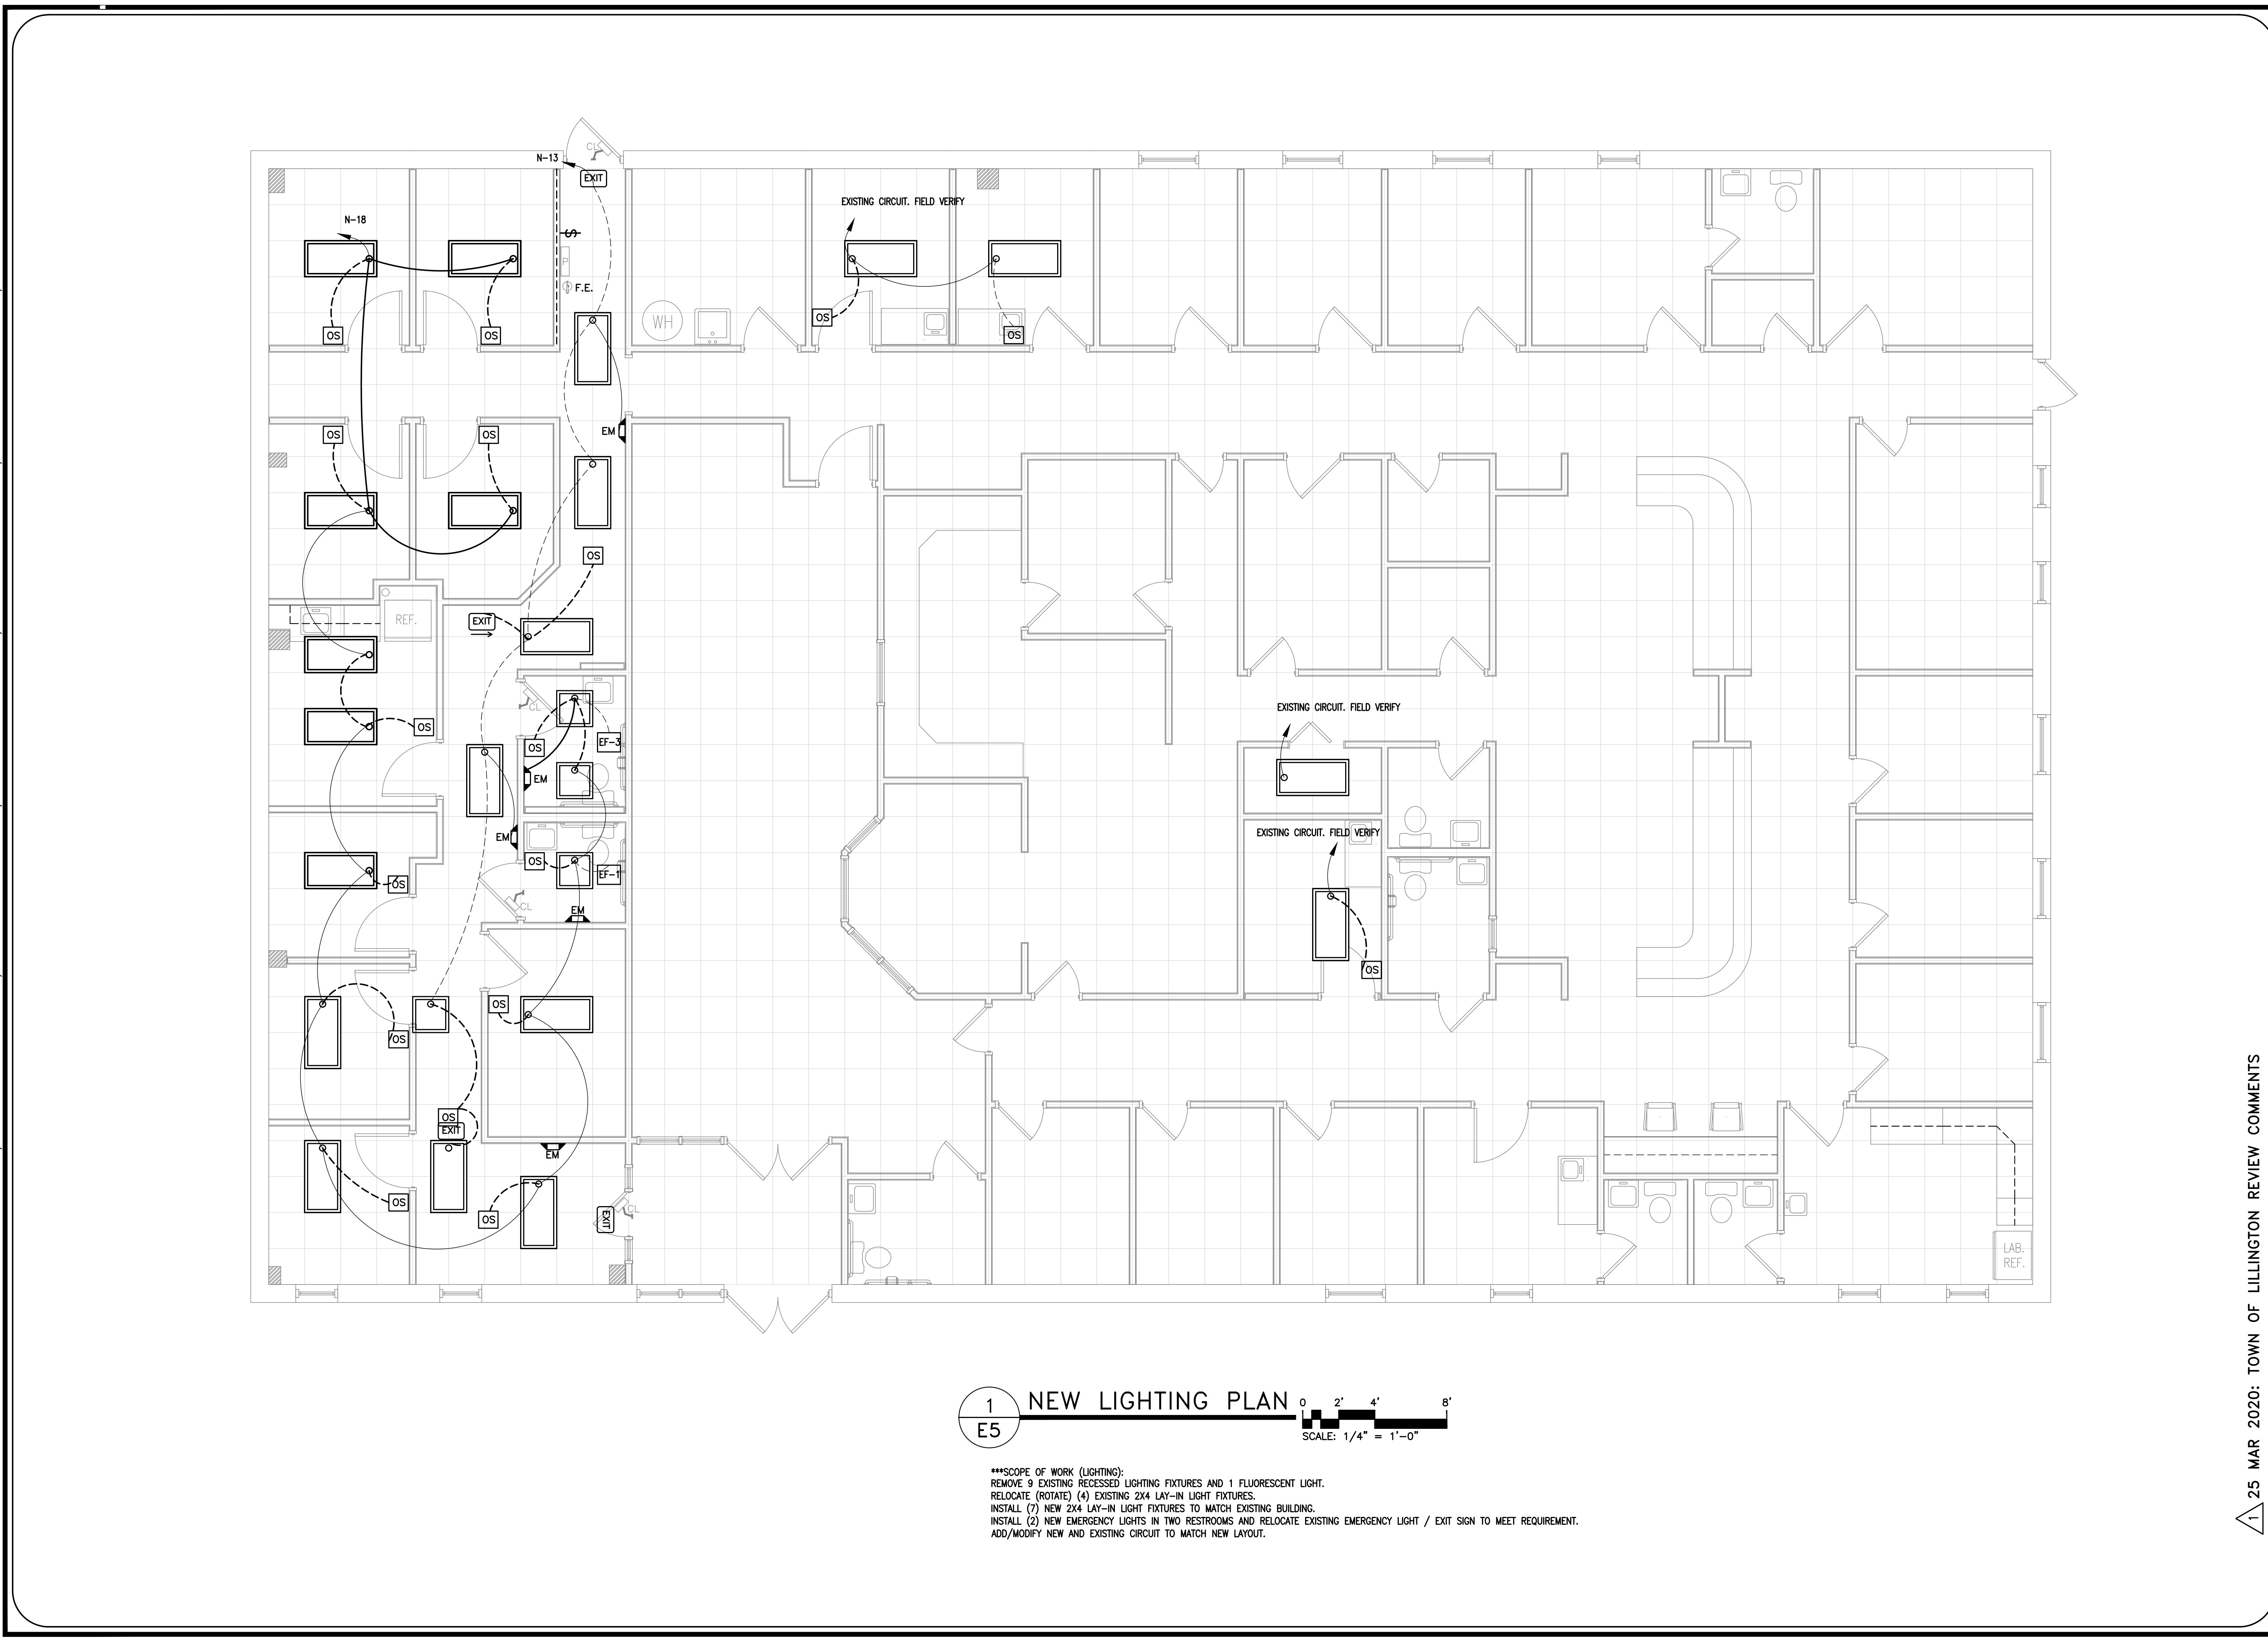 CL
N-13
EXIT
EXISTING CIRCUIT. FIELD VERIFY
N-18
$
P
F.E.
WH
OS
OS
OS
OS
EM
OS
OS
OS
EXIT
REF.
CL
EXISTING CIRCUIT. FIELD VERIFY
OS
OS
EF-3
EM
EM
EXISTING CIRCUIT. FIELD VERIFY
OS
EF-1
OS
CL
EM
OS
OS
OS
OS
EXIT
EM
OS
OS
EXIT
CL
LAB.
REF.
1
E5
NEW LIGHTING PLAN
0 2' 4' 8'
SCALE: 1/4" = 1'-0"
***SCOPE OF WORK (LIGHTING):
REMOVE 9 EXISTING RECESSED LIGHTING FIXTURES AND 1 FLUORESCENT LIGHT.
RELOCATE (ROTATE) (4) EXISTING 2X4 LAY-IN LIGHT FIXTURES.
INSTALL (7) NEW 2X4 LAY-IN LIGHT FIXTURES TO MATCH EXISTING BUILDING.
INSTALL (2) NEW EMERGENCY LIGHTS IN TWO RESTROOMS AND RELOCATE EXISTING EMERGENCY LIGHT / EXIT SIGN TO MEET REQUIREMENT.
ADD/MODIFY NEW AND EXISTING CIRCUIT TO MATCH NEW LAYOUT.
1 25 MAR 2020: TOWN OF LILLINGTON REVIEW COMMENTS